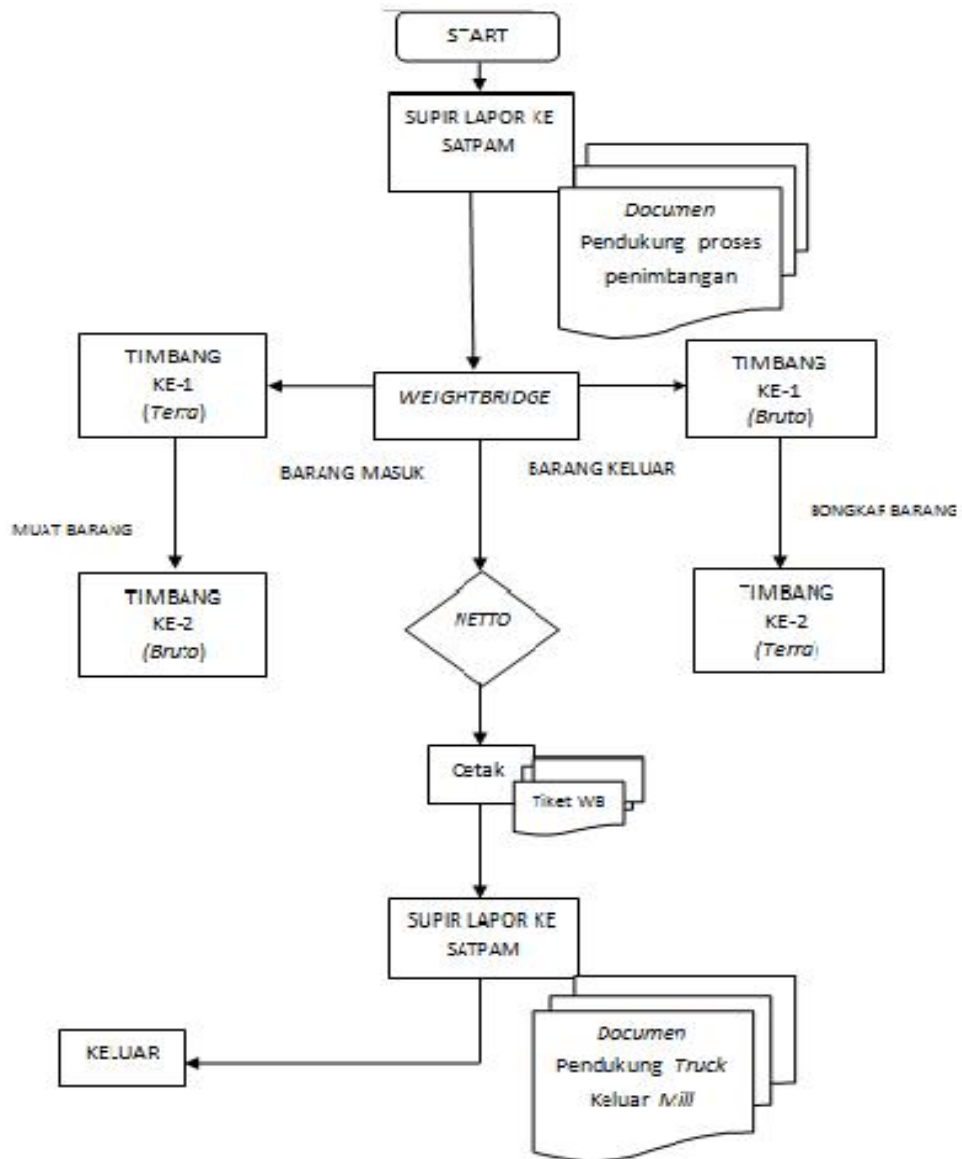 START
SUPIR LAPOR KE
SATPAM
Documen
Pendukung proses
penimbangan
TIMBANG
KE-1
(Terra)
WEIGHTBRIDGE
TIMBANG
KE-1
(Bruto)
BARANG MASUK
BARANG KELUAR
MUAT BARANG
BONGKAR BARANG
TIMBANG
KE-2
(Bruto)
NETTO
TIMBANG
KE-2
(Terra)
Cetak
Tiket WB
SUPIR LAPOR KE
SATPAM
KELUAR
Documen
Pendukung Truck
Keluar Mill